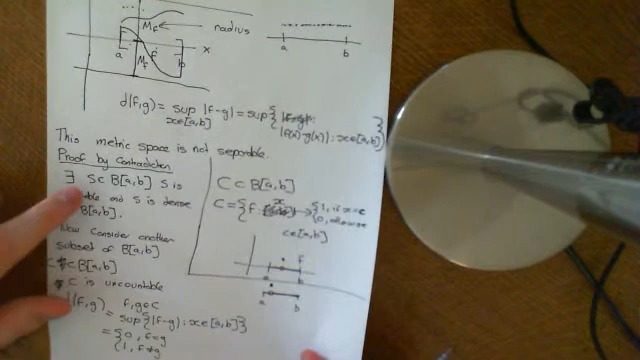 M_f ← radius
x
a f b
M_f
a b
d(f,g) = sup |f-g| = sup{
x∈[a,b] |f(x)-g(x)| : x∈[a,b]}
This metric space is not separable.
Proof by Contradiction
∃ S⊂ B[a,b] S is
and S is dense
B[a,b].
Now Consider another
subset of B[a,b]
C ⊂ B[a,b]
C is uncountable
d(f,g) f,g∈C
= sup{|f-g| : x∈[a,b]}
= {0, f=g
{1, f≠g
C ⊂ B[a,b]
C = {f : x → {1, if x=c
{0, otherwise
c∈[a,b]
f
a b